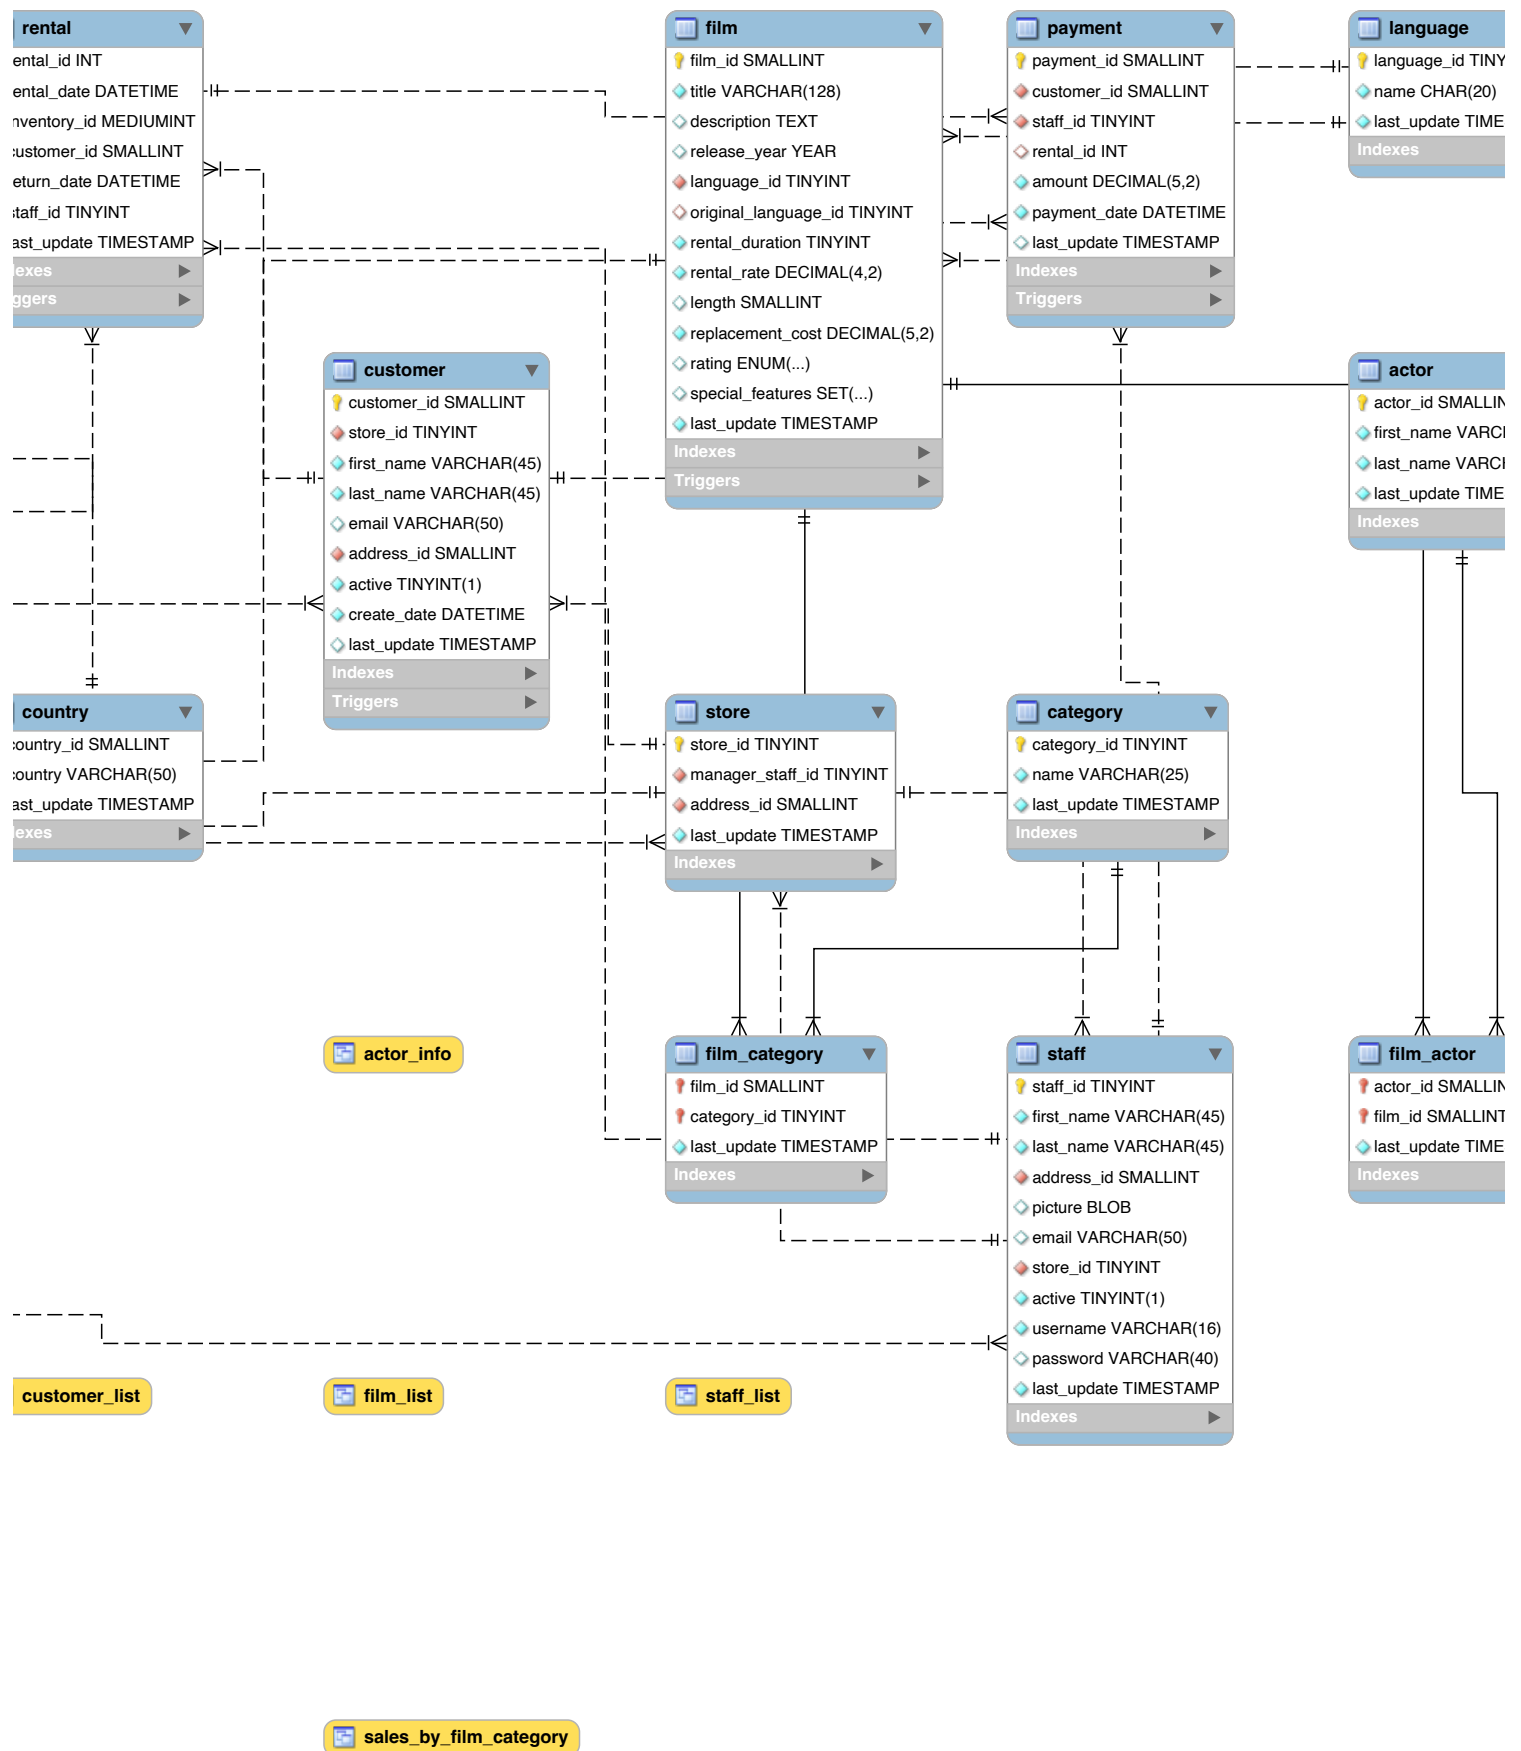 rental
ental_id INT
ental_date DATETIME
nventory_id MEDIUMINT
customer_id SMALLINT
eturn_date DATETIME
staff_id TINYINT
ast_update TIMESTAMP
lexes
ggers
film
film_id SMALLINT
title VARCHAR(128)
description TEXT
release_year YEAR
language_id TINYINT
original_language_id TINYINT
rental_duration TINYINT
rental_rate DECIMAL(4,2)
length SMALLINT
replacement_cost DECIMAL(5,2)
rating ENUM(...)
special_features SET(...)
last_update TIMESTAMP
Indexes
Triggers
payment
payment_id SMALLINT
customer_id SMALLINT
staff_id TINYINT
rental_id INT
amount DECIMAL(5,2)
payment_date DATETIME
last_update TIMESTAMP
Indexes
Triggers
language
language_id TINY
name CHAR(20)
last_update TIME
Indexes
customer
customer_id SMALLINT
store_id TINYINT
first_name VARCHAR(45)
last_name VARCHAR(45)
email VARCHAR(50)
address_id SMALLINT
active TINYINT(1)
create_date DATETIME
last_update TIMESTAMP
Indexes
Triggers
actor
actor_id SMALLIN
first_name VARC
last_name VARCH
last_update TIME
Indexes
country
country_id SMALLINT
country VARCHAR(50)
ast_update TIMESTAMP
lexes
store
store_id TINYINT
manager_staff_id TINYINT
address_id SMALLINT
last_update TIMESTAMP
Indexes
category
category_id TINYINT
name VARCHAR(25)
last_update TIMESTAMP
Indexes
actor_info
film_category
film_id SMALLINT
category_id TINYINT
last_update TIMESTAMP
Indexes
staff
staff_id TINYINT
first_name VARCHAR(45)
last_name VARCHAR(45)
address_id SMALLINT
picture BLOB
email VARCHAR(50)
store_id TINYINT
active TINYINT(1)
username VARCHAR(16)
password VARCHAR(40)
last_update TIMESTAMP
Indexes
film_actor
actor_id SMALLIN
film_id SMALLINT
last_update TIME
Indexes
customer_list
film_list
staff_list
sales_by_film_category